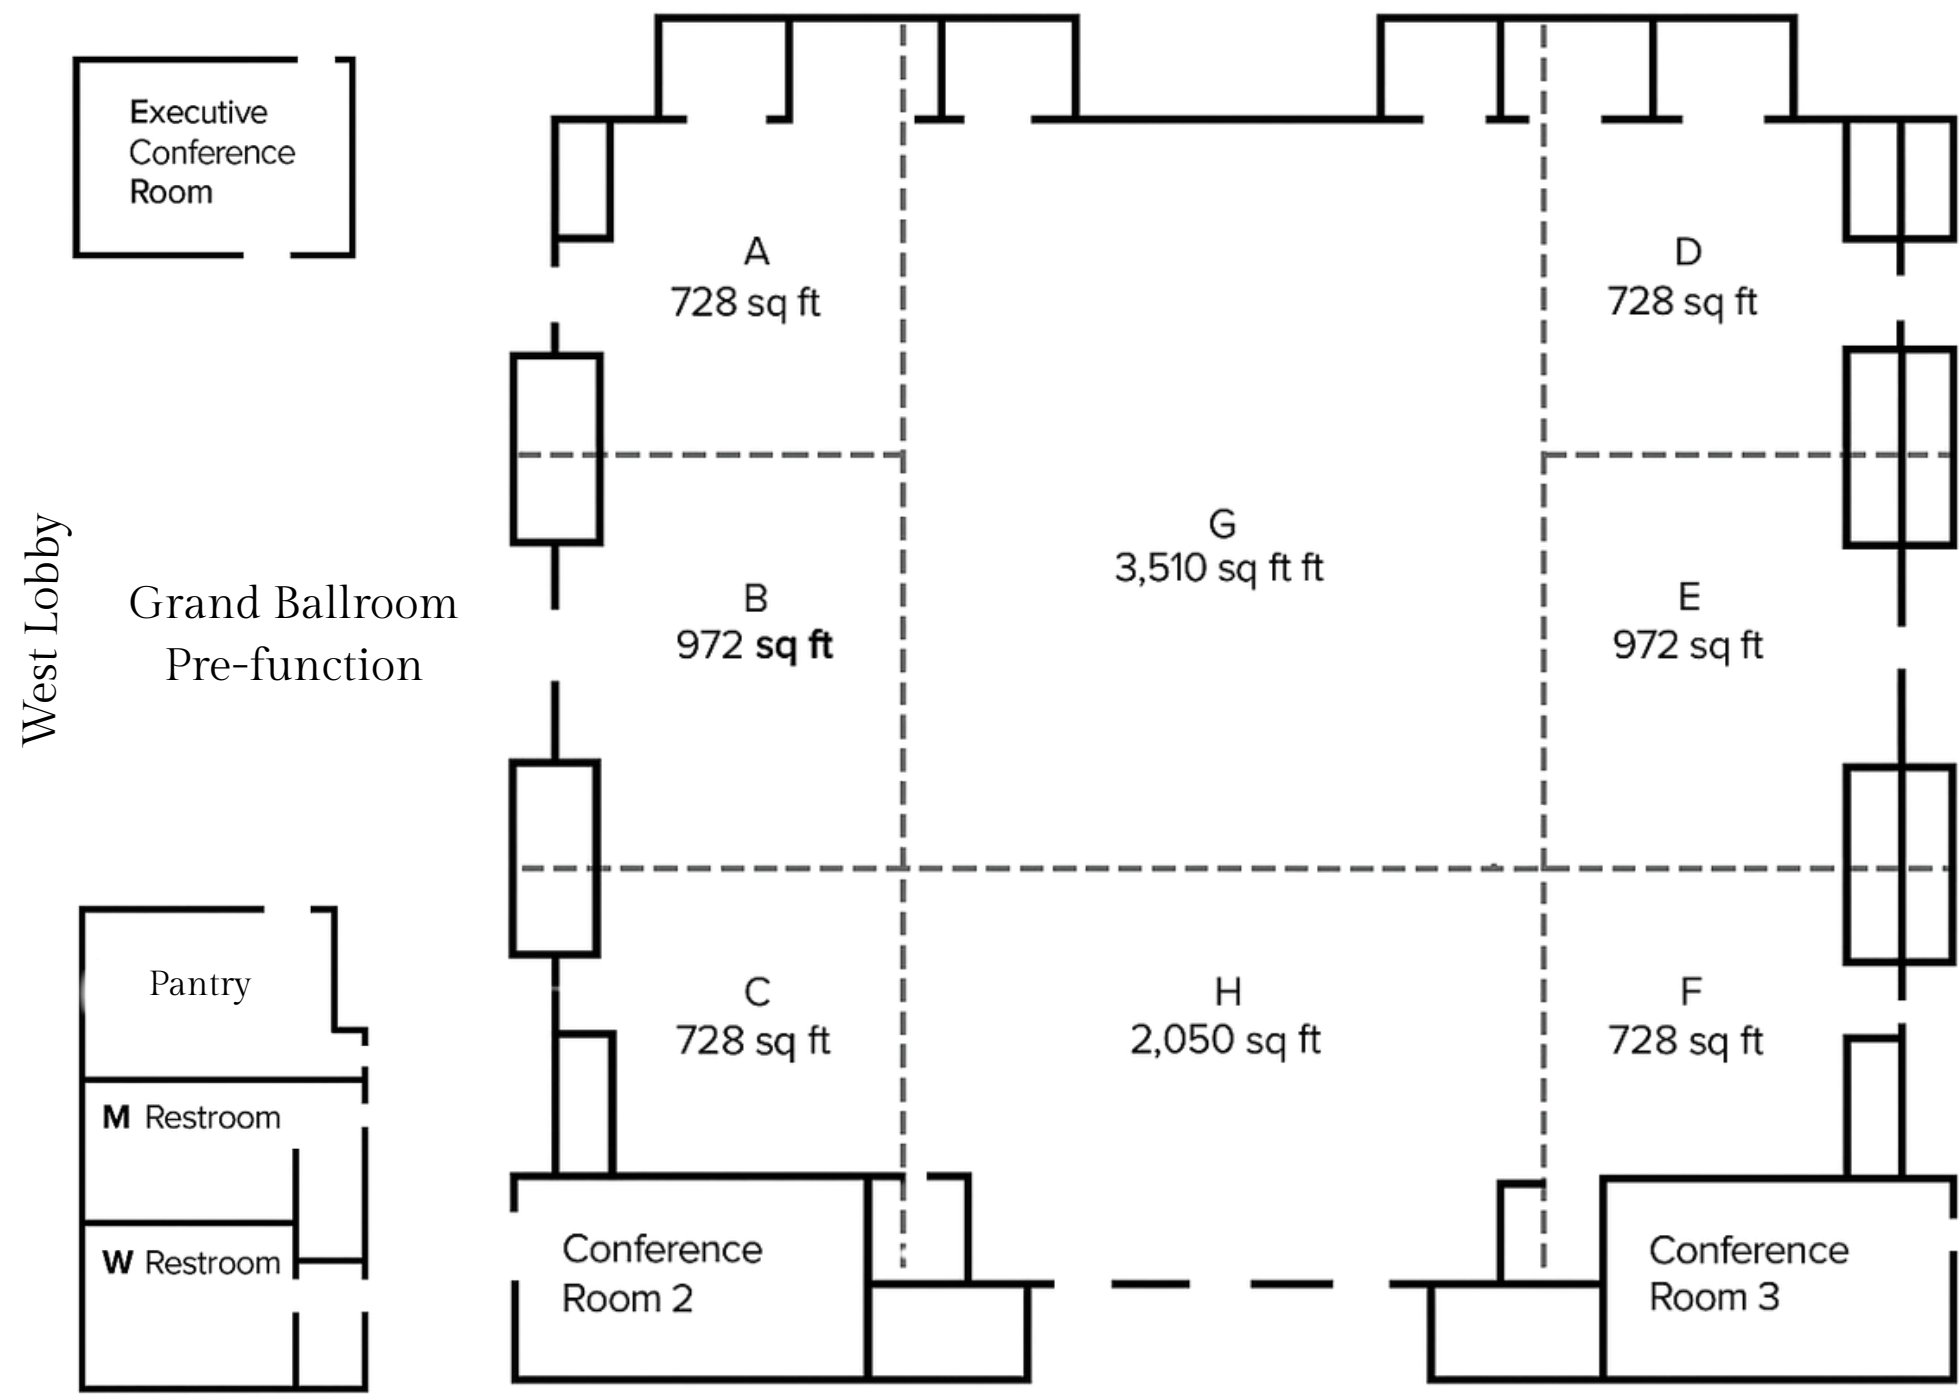 Executive
Conference
Room
A
728 sq ft
D
728 sq ft
G
3,510 sq ft ft
West Lobby
Grand Ballroom
Pre-function
B
972 sq ft
E
972 sq ft
Pantry
C
728 sq ft
H
2,050 sq ft
F
728 sq ft
M Restroom
W Restroom
Conference
Room 2
Conference
Room 3